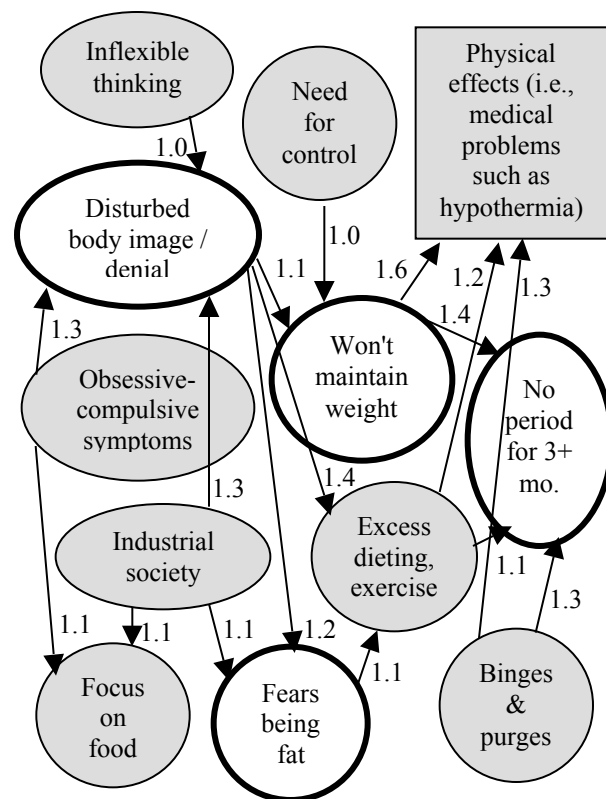 Inflexible
thinking
Need
for
control
Physical
effects (i.e.,
medical
problems
such as
hypothermia)
1.0
Disturbed
body image /
denial
1.1
1.0
1.6
1.2
1.3
1.3
1.4
Obsessive-
compulsive
symptoms
Won't
maintain
weight
No
period
for 3+
mo.
1.3
1.4
Industrial
society
Excess
dieting,
exercise
1.1
1.1
1.1
1.1
1.2
1.1
1.3
Focus
on
food
Fears
being
fat
Binges
&
purges